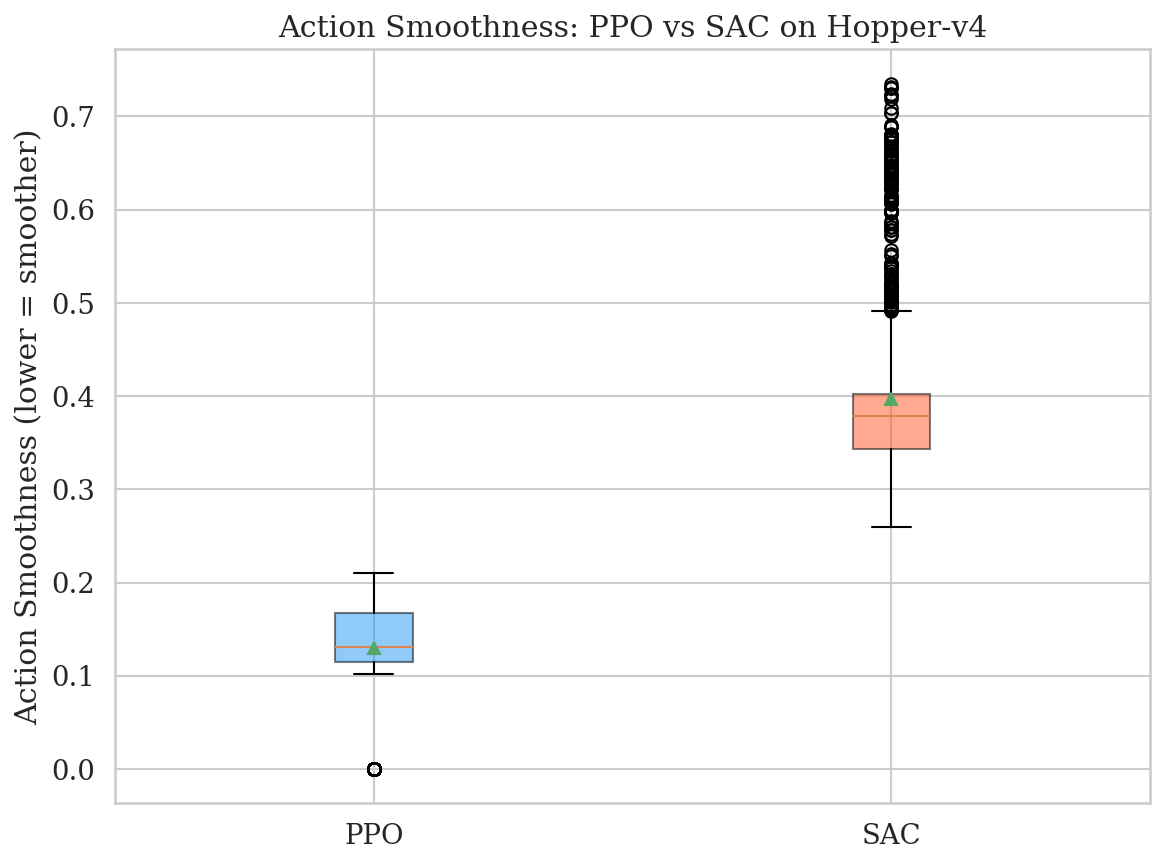 Action Smoothness: PPO vs SAC on Hopper-v4
Action Smoothness (lower = smoother)
0.7
0.6
0.5
0.4
0.3
0.2
0.1
0.0
PPO
SAC